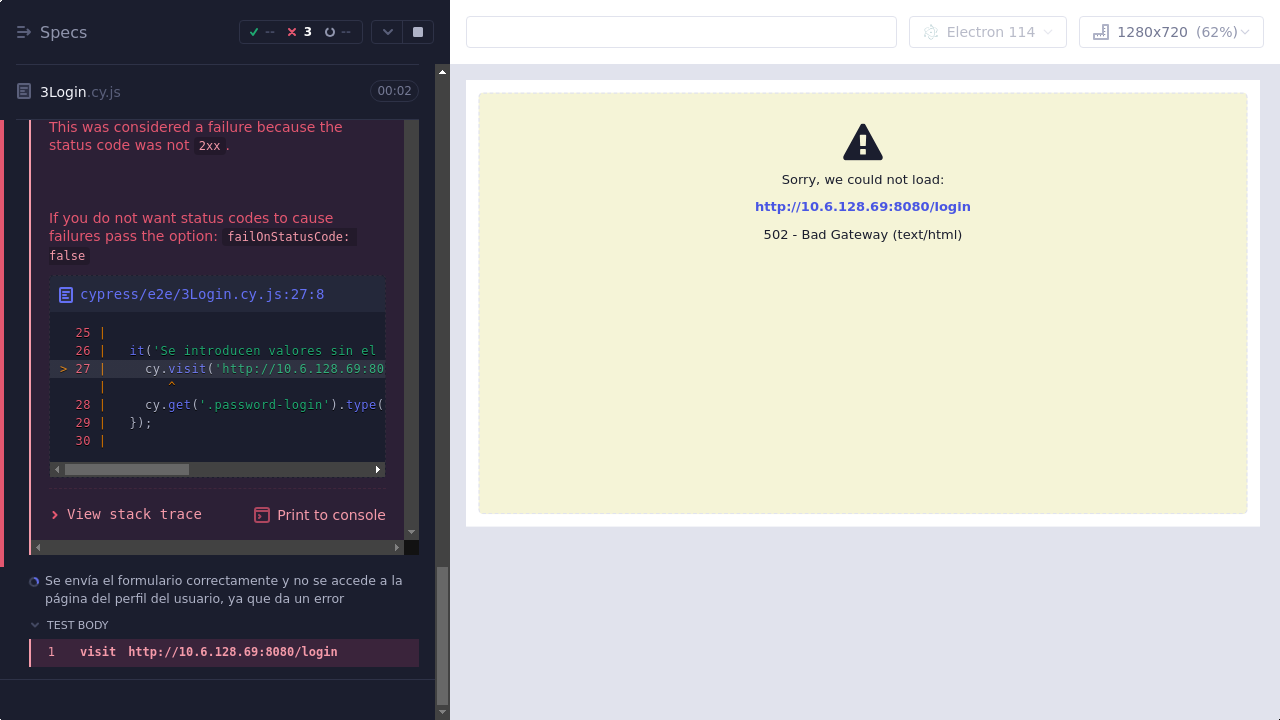 Specs
--
3
--
3Login.cy.js
00:02
This was considered a failure because the
status code was not 2xx .
If you do not want status codes to cause
failures pass the option: failOnStatusCode:
false
cypress/e2e/3Login.cy.js:27:8
25 |
26 | it('Se introducen valores sin el
> 27 | cy.visit('http://10.6.128.69:80
| ^
28 | cy.get('.password-login').type(
29 | });
30 |
View stack trace
Print to console
Se envía el formulario correctamente y no se accede a la
página del perfil del usuario, ya que da un error
TEST BODY
1 visit http://10.6.128.69:8080/login
Electron 114
1280x720 (62%)
Sorry, we could not load:
http://10.6.128.69:8080/login
502 - Bad Gateway (text/html)